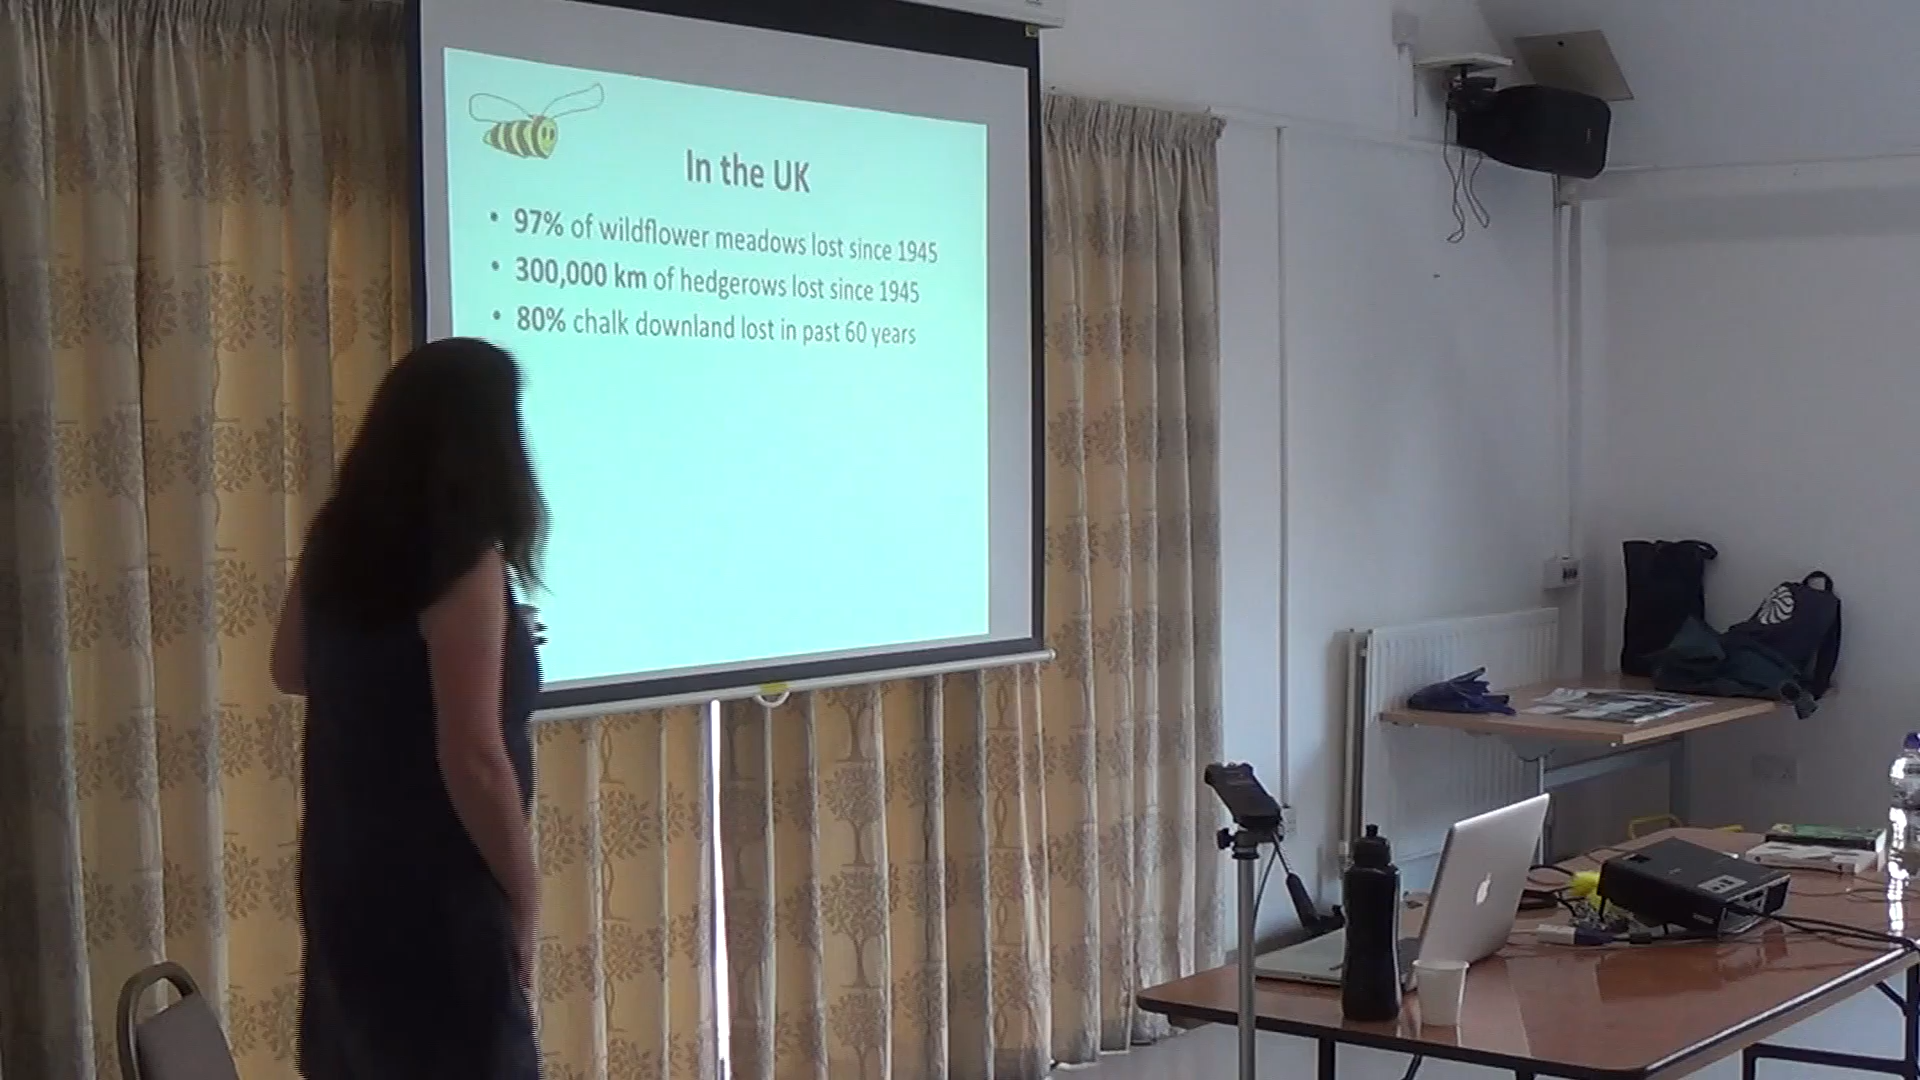 In the UK
• 97% of wildflower meadows lost since 1945
• 300,000 km of hedgerows lost since 1945
• 80% chalk downland lost in past 60 years